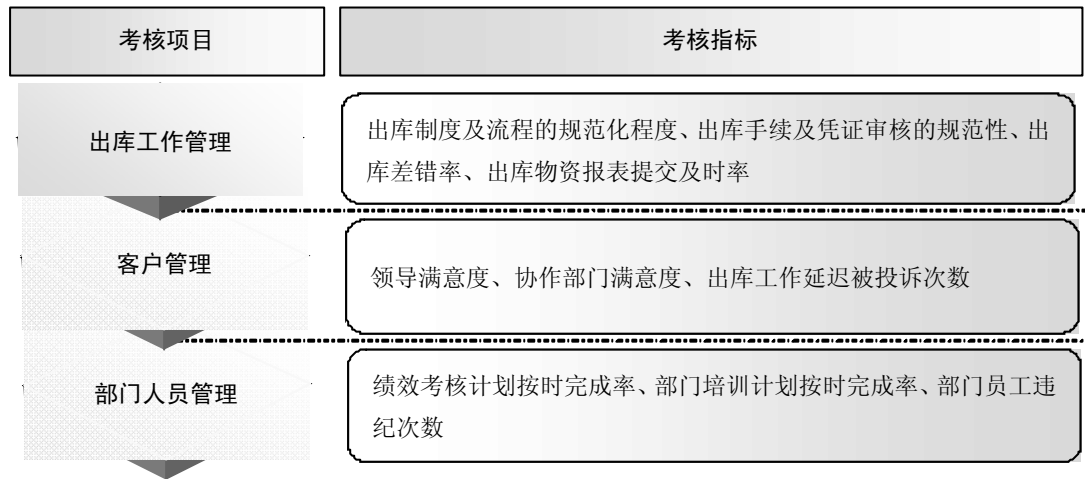 考核项目
考核指标
出库工作管理
出库制度及流程的规范化程度、出库手续及凭证审核的规范性、出
库差错率、出库物资报表提交及时率
客户管理
领导满意度、协作部门满意度、出库工作延迟被投诉次数
部门人员管理
绩效考核计划按时完成率、部门培训计划按时完成率、部门员工违
纪次数